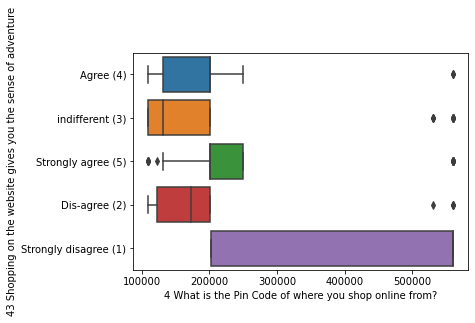 43 Shopping on the website gives you the sense of adventure
Agree (4)
indifferent (3)
Strongly agree (5)
Dis-agree (2)
Strongly disagree (1)
100000 200000 300000 400000 500000
4 What is the Pin Code of where you shop online from?